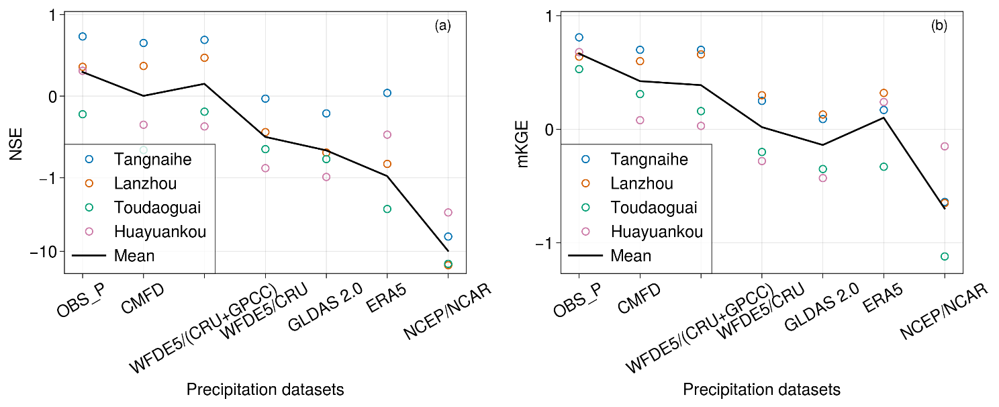 (a)
1
0
−1
−10
NSE
Tangnaihe
Lanzhou
Toudaoguai
Huayuankou
Mean
OBS_P
CMFD
WFDE5/(CRU+GPCC)
WFDE5/CRU
GLDAS 2.0
ERA5
NCEP/NCAR
Precipitation datasets
(b)
1
0
−1
mKGE
Tangnaihe
Lanzhou
Toudaoguai
Huayuankou
Mean
OBS_P
CMFD
WFDE5/(CRU+GPCC)
WFDE5/CRU
GLDAS 2.0
ERA5
NCEP/NCAR
Precipitation datasets